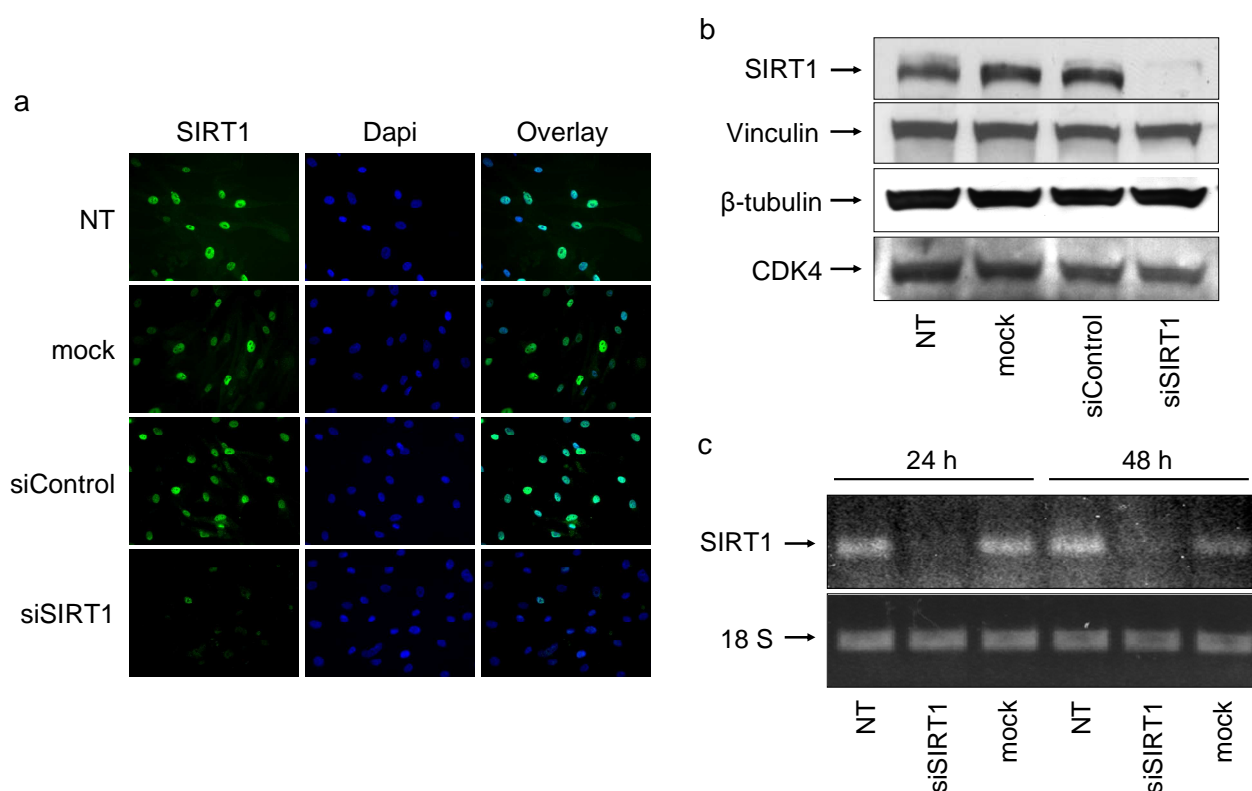 a
SIRT1 Dapi Overlay
NT
mock
siControl
siSIRT1
b
SIRT1
Vinculin
β-tubulin
CDK4
NT mock siControl siSIRT1
c
24 h 48 h
SIRT1
18 S
NT siSIRT1 mock NT siSIRT1 mock